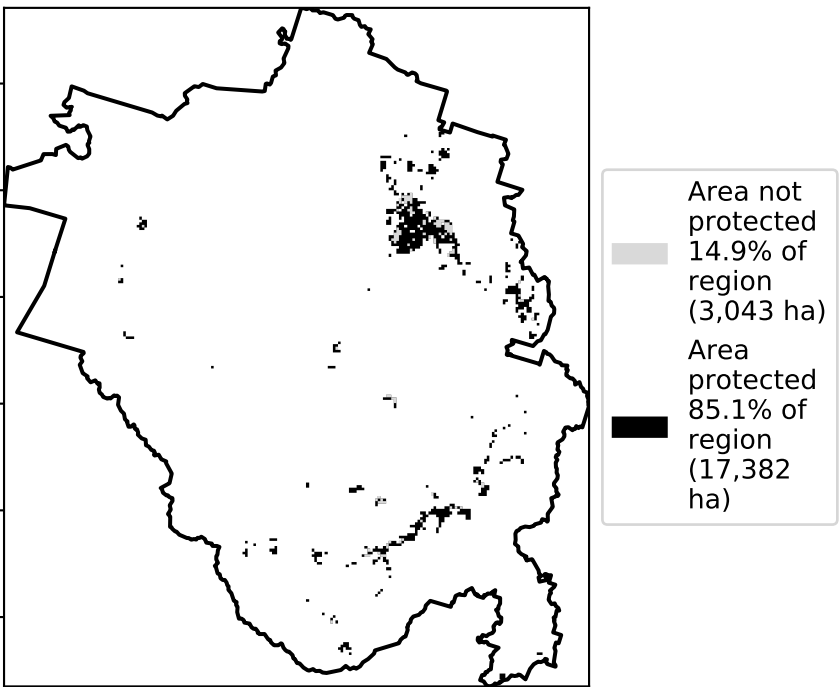 Area not
protected
14.9% of
region
(3,043 ha)
Area
protected
85.1% of
region
(17,382
ha)